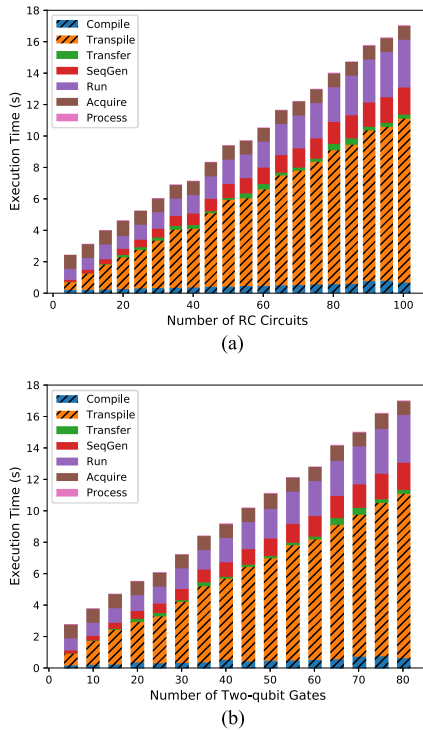 18
16
14
12
10
8
6
4
2
0
Execution Time (s)
Compile
Transpile
Transfer
SeqGen
Run
Acquire
Process
0 20 40 60 80 100
Number of RC Circuits
(a)
18
16
14
12
10
8
6
4
2
0
Execution Time (s)
Compile
Transpile
Transfer
SeqGen
Run
Acquire
Process
0 10 20 30 40 50 60 70 80
Number of Two-qubit Gates
(b)